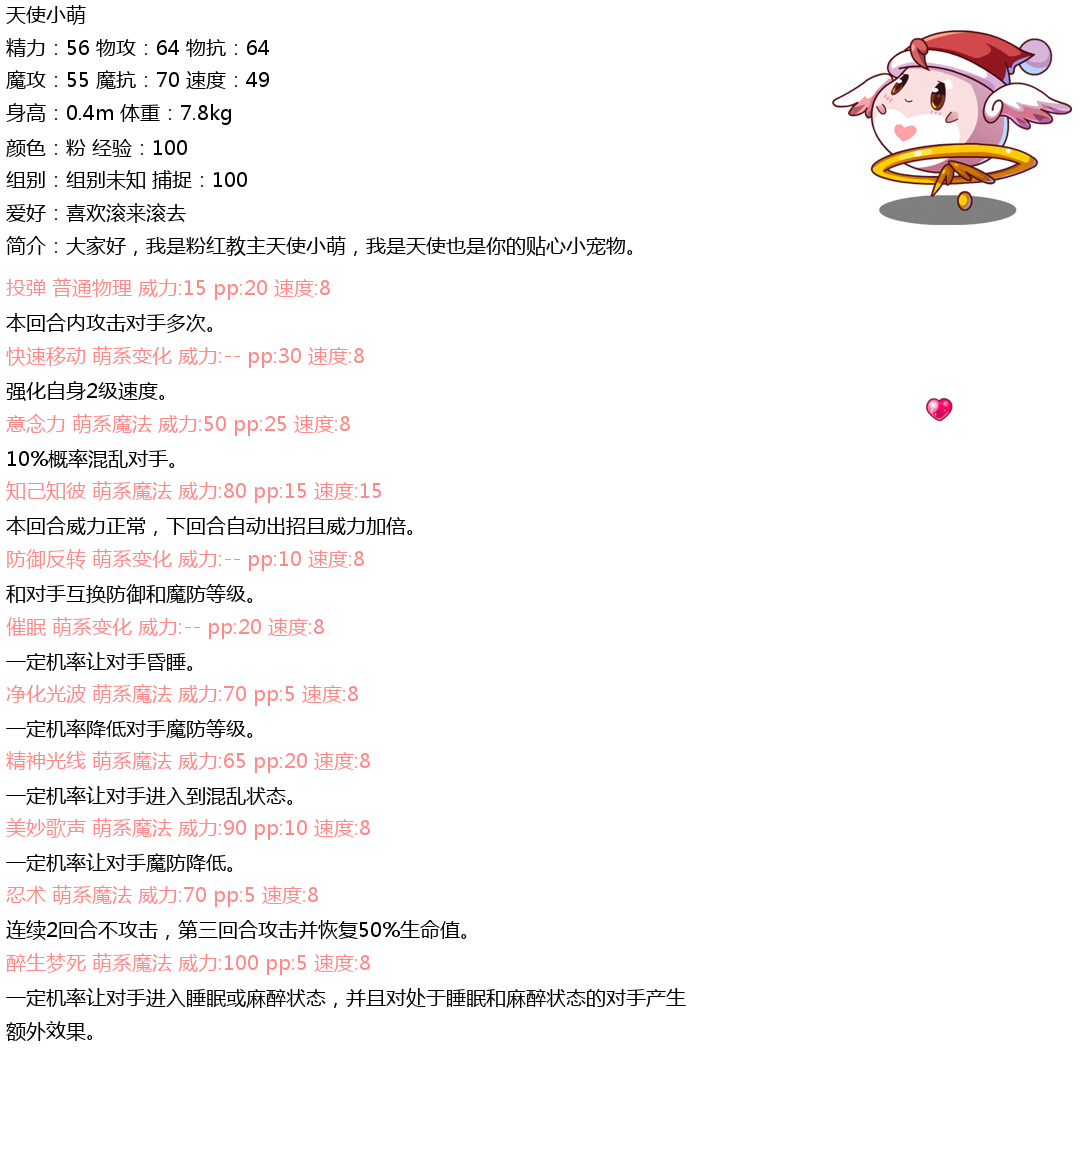 天使小萌
精力：56 物攻：64 物抗：64
魔攻：55 魔抗：70 速度：49
身高：0.4m 体重：7.8kg
颜色：粉 经验：100
组别：组别未知 捕捉：100
爱好：喜欢滚来滚去
简介：大家好，我是粉红教主天使小萌，我是天使也是你的贴心小宠物。
投弹 普通物理 威力:15 pp:20 速度:8
本回合内攻击对手多次。
快速移动 萌系变化 威力:-- pp:30 速度:8
强化自身2级速度。
意念力 萌系魔法 威力:50 pp:25 速度:8
10%概率混乱对手。
知己知彼 萌系魔法 威力:80 pp:15 速度:15
本回合威力正常，下回合自动出招且威力加倍。
防御反转 萌系变化 威力:-- pp:10 速度:8
和对手互换防御和魔防等级。
催眠 萌系变化 威力:-- pp:20 速度:8
一定机率让对手昏睡。
净化光波 萌系魔法 威力:70 pp:5 速度:8
一定机率降低对手魔防等级。
精神光线 萌系魔法 威力:65 pp:20 速度:8
一定机率让对手进入到混乱状态。
美妙歌声 萌系魔法 威力:90 pp:10 速度:8
一定机率让对手魔防降低。
忍术 萌系魔法 威力:70 pp:5 速度:8
连续2回合不攻击，第三回合攻击并恢复50%生命值。
醉生梦死 萌系魔法 威力:100 pp:5 速度:8
一定机率让对手进入睡眠或麻醉状态，并且对处于睡眠和麻醉状态的对手产生
额外效果。